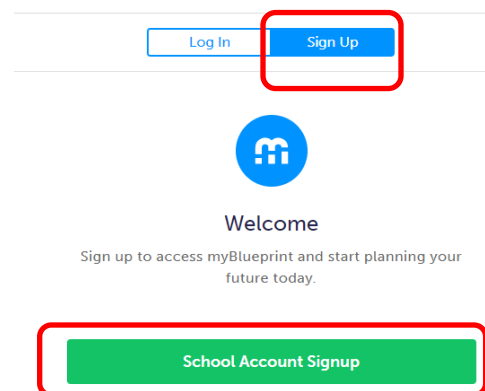 Log In Sign Up
m
Welcome
Sign up to access myBlueprint and start planning your
future today.
School Account Signup